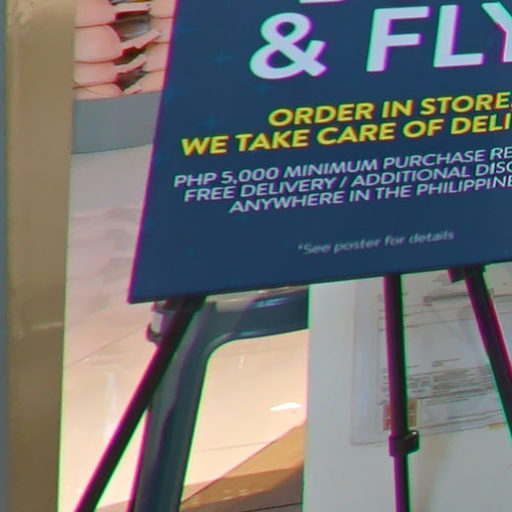 & FLY
ORDER IN STORE
WE TAKE CARE OF DELI
PHP 5,000 MINIMUM PURCHASE RE
FREE DELIVERY / ADDITIONAL DISC
ANYWHERE IN THE PHILIPPINE
*See poster for details